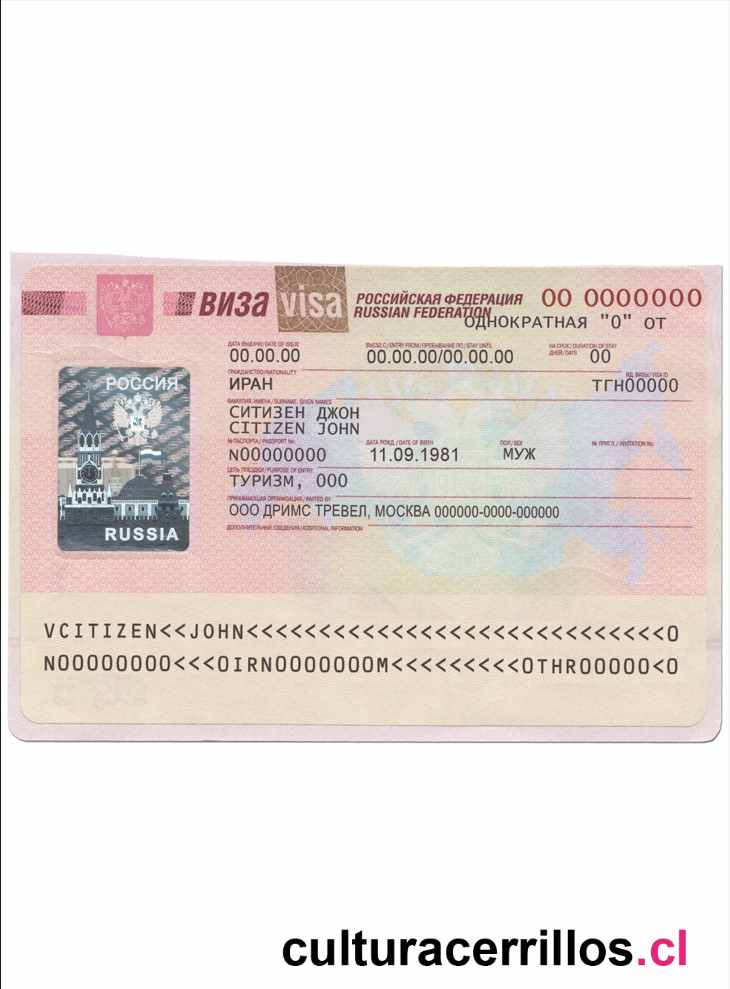 ВИЗА visa РОССИЙСКАЯ ФЕДЕРАЦИЯ 00 0000000
RUSSIAN FEDERATION
ОДНОКРАТНАЯ "0" ОТ
ДАТА ВЫДАЧИ/DATE OF ISSUE ВЪЕЗД С/ENTRY FROM/ПРЕБЫВАНИЕ ПО/STAY UNTIL НА СРОК/ DURATION OF STAY
00.00.00 00.00.00/00.00.00 ДНЕЙ/DAYS 00
ГРАЖДАНСТВО/NATIONALITY ИД. ВИЗЫ/VISA ID
ИРАН ТГН00000
РОССИЯ
ФАМИЛИЯ, ИМЕНА/SURNAME, GIVEN NAMES
СИТИЗЕН ДЖОН
CITIZEN JOHN
№ ПАСПОРТА/ PASSPORT No. ДАТА РОЖД./DATE OF BIRTH ПОЛ/SEX № ПРИГЛ./ INVITATION No.
N00000000 11.09.1981 МУЖ
ЦЕЛЬ ПОЕЗДКИ/PURPOSE OF ENTRY
ТУРИЗМ, 000
ПРИНИМАЮЩАЯ ОРГАНИЗАЦИЯ/ INVITED BY
ООО ДРИМС ТРЕВЕЛ, МОСКВА 000000-0000-000000
ДОПОЛНИТЕЛЬНЫЕ СВЕДЕНИЯ/ADDITIONAL INFORMATION
RUSSIA
VCITIZEN<<JOHN<<<<<<<<<<<<<<<<<<<<<<<<<<<<<<<<<<0
N00000000<<<0IRN0000000M<<<<<<<<<0THR00000<0
culturacerrillos.cl